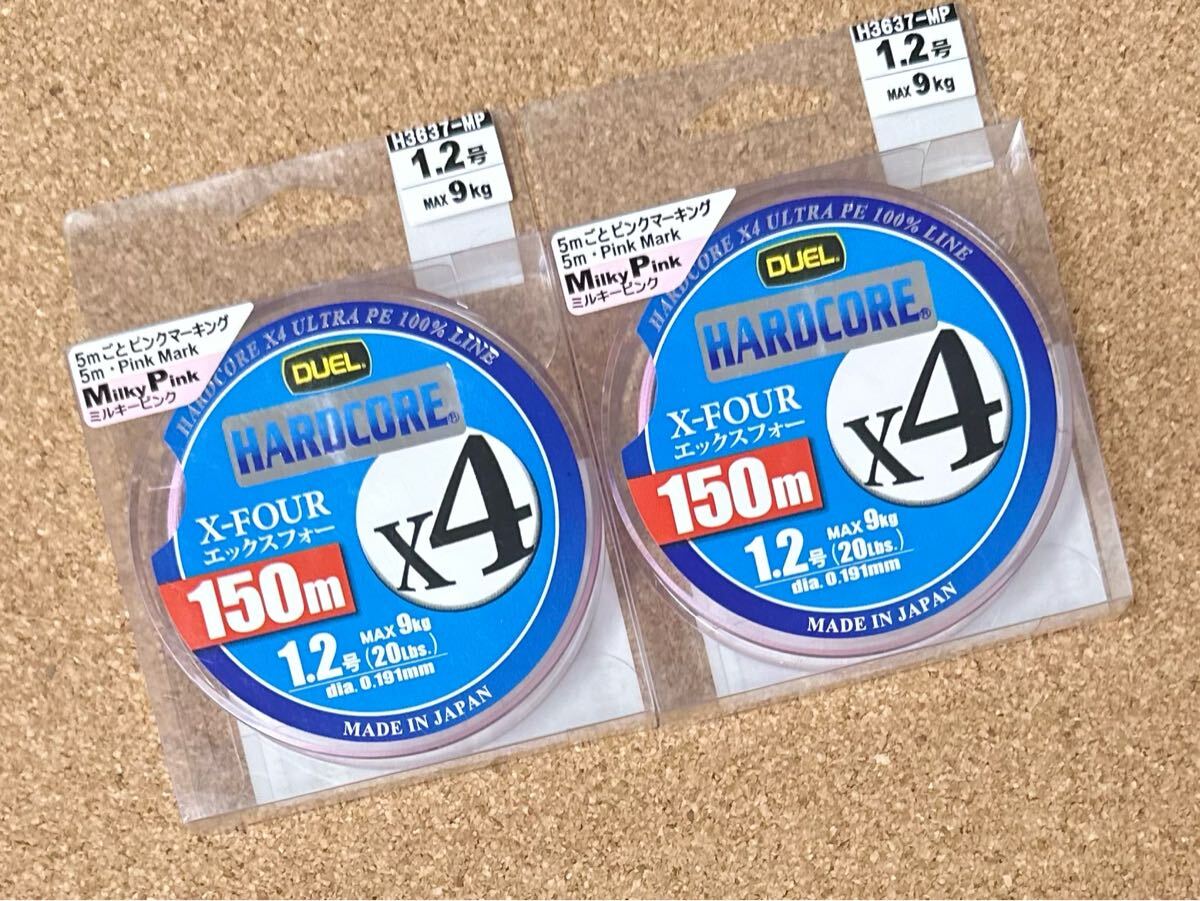 H3637-MP
1.2号
MAX 9kg
5mごとピンクマーキング
5m・Pink Mark
Milky Pink
ミルキーピンク
HARDCORE X4 ULTRA PE 100% LINE
DUEL®
HARDCORE®
X-FOUR
エックスフォー
X4
150m
1.2号 MAX 9kg (20Lbs.)
dia. 0.191mm
MADE IN JAPAN
H3637-MP
1.2号
MAX 9kg
5mごとピンクマーキング
5m・Pink Mark
Milky Pink
ミルキーピンク
HARDCORE X4 ULTRA PE 100% LINE
DUEL®
HARDCORE®
X-FOUR
エックスフォー
X4
150m
1.2号 MAX 9kg (20Lbs.)
dia. 0.191mm
MADE IN JAPAN